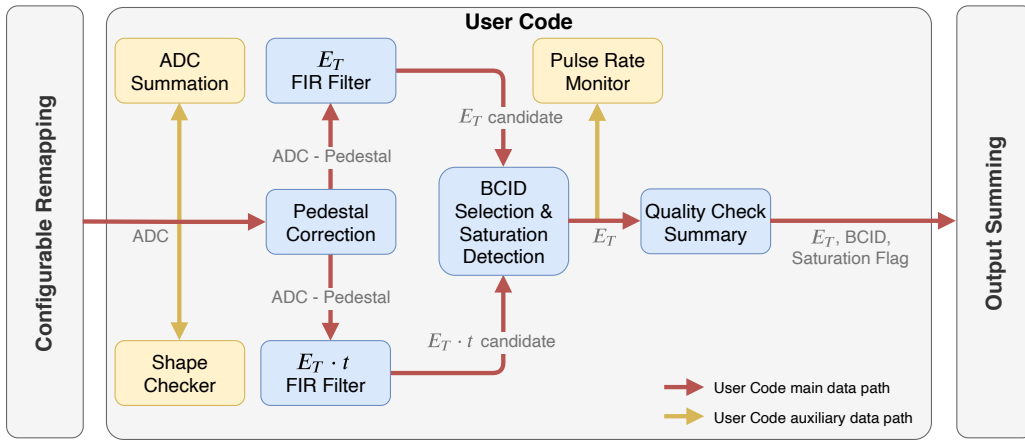 User Code
Configurable Remapping
ADC
Summation
E_T
FIR Filter
Pulse Rate
Monitor
E_T candidate
ADC - Pedestal
ADC
Pedestal
Correction
BCID
Selection &
Saturation
Detection
E_T
Quality Check
Summary
E_T, BCID,
Saturation Flag
ADC - Pedestal
E_T · t candidate
Shape
Checker
E_T · t
FIR Filter
User Code main data path
User Code auxiliary data path
Output Summing